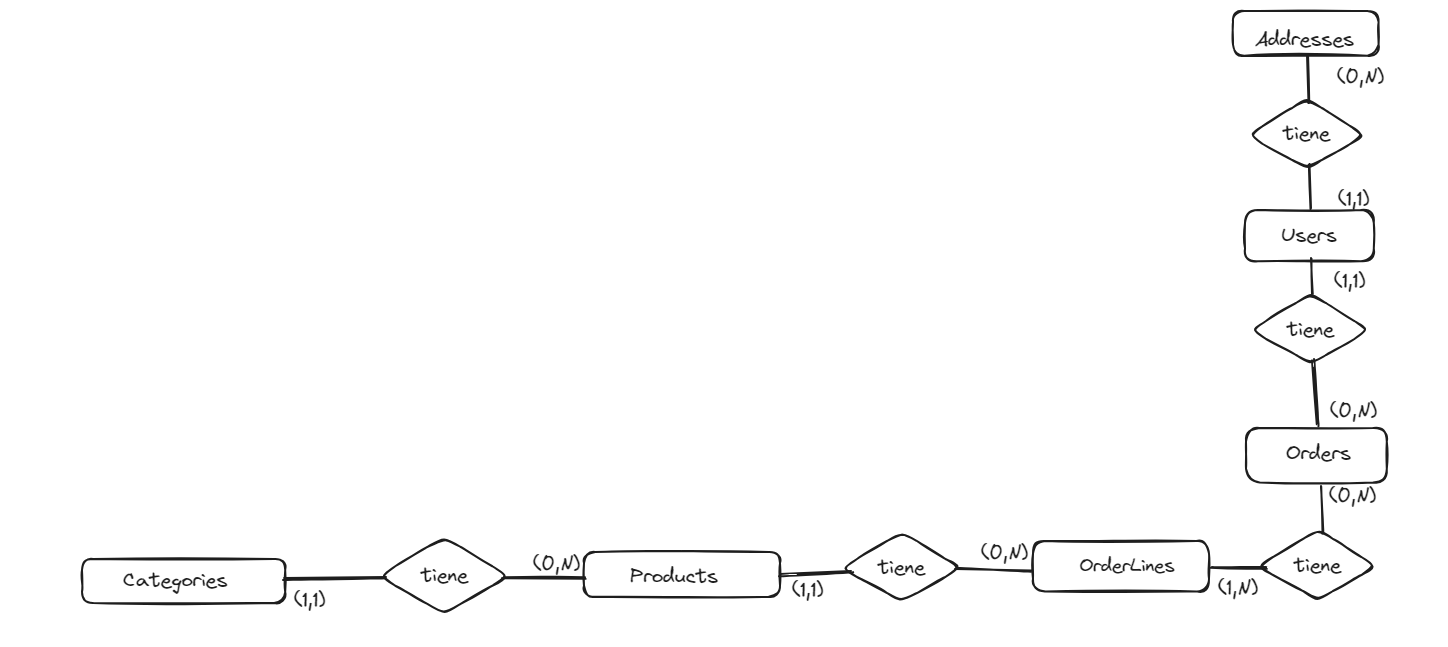 Addresses
(0,N)
tiene
(1,1)
Users
(1,1)
tiene
(0,N)
Orders
(0,N)
Categories
(1,1)
tiene
(0,N)
Products
(1,1)
tiene
(0,N)
OrderLines
(1,N)
tiene